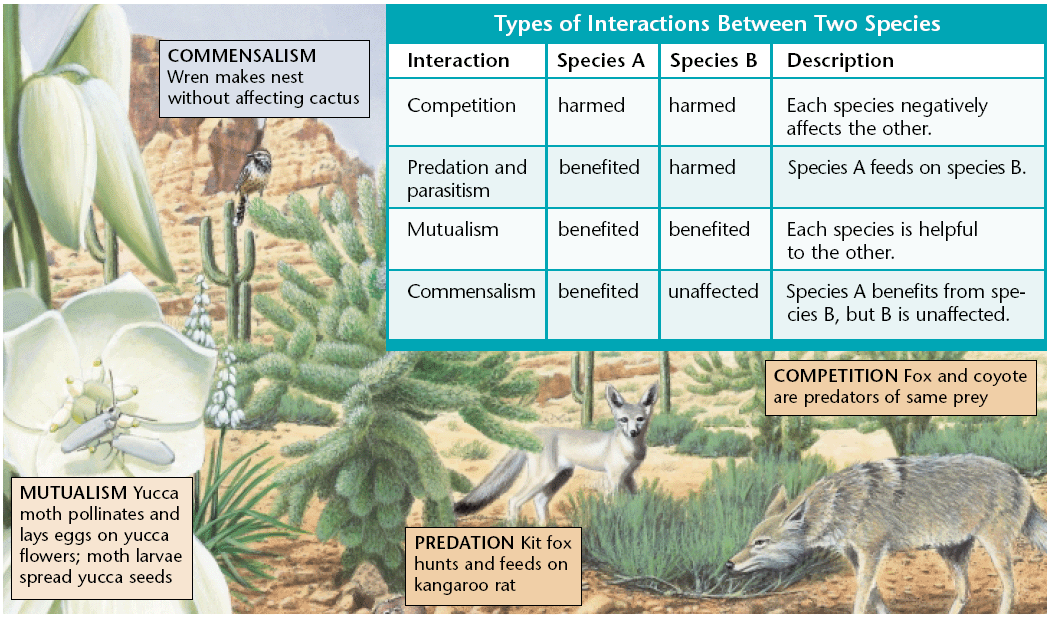 COMMENSALISM
Wren makes nest
without affecting cactus
Types of Interactions Between Two Species
Interaction Species A Species B Description
Competition harmed harmed Each species negatively
affects the other.
Predation and benefited harmed Species A feeds on species B.
parasitism
Mutualism benefited benefited Each species is helpful
to the other.
Commensalism benefited unaffected Species A benefits from spe-
cies B, but B is unaffected.
COMPETITION Fox and coyote
are predators of same prey
MUTUALISM Yucca
moth pollinates and
lays eggs on yucca
flowers; moth larvae
spread yucca seeds
PREDATION Kit fox
hunts and feeds on
kangaroo rat